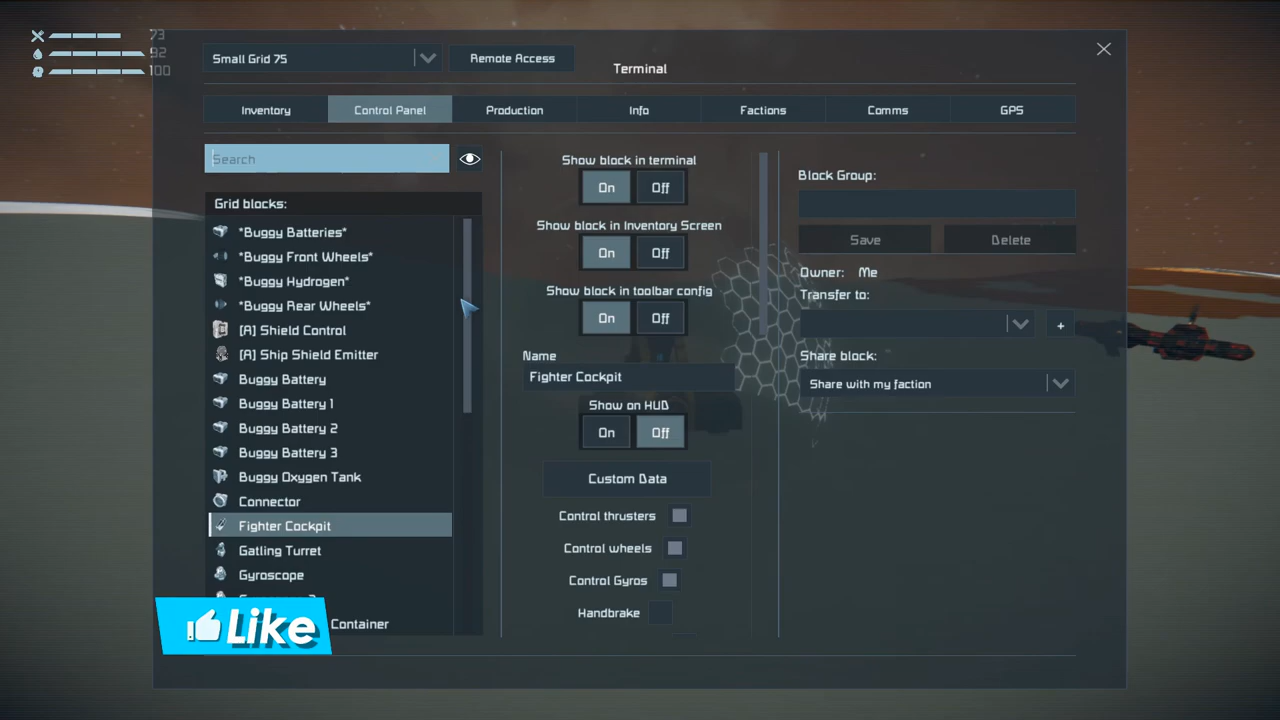 73
92
100
Small Grid 75
Remote Access
Terminal
Inventory
Control Panel
Production
Info
Factions
Comms
GPS
Search
Grid blocks:
*Buggy Batteries*
*Buggy Front Wheels*
*Buggy Hydrogen*
*Buggy Rear Wheels*
[A] Shield Control
[A] Ship Shield Emitter
Buggy Battery
Buggy Battery 1
Buggy Battery 2
Buggy Battery 3
Buggy Oxygen Tank
Connector
Fighter Cockpit
Gatling Turret
Gyroscope
Container
Show block in terminal
On Off
Show block in Inventory Screen
On Off
Show block in toolbar config
On Off
Name
Fighter Cockpit
Show on HUD
On Off
Custom Data
Control thrusters
Control wheels
Control Gyros
Handbrake
Block Group:
Save
Delete
Owner: Me
Transfer to:
+
Share block:
Share with my faction
Like